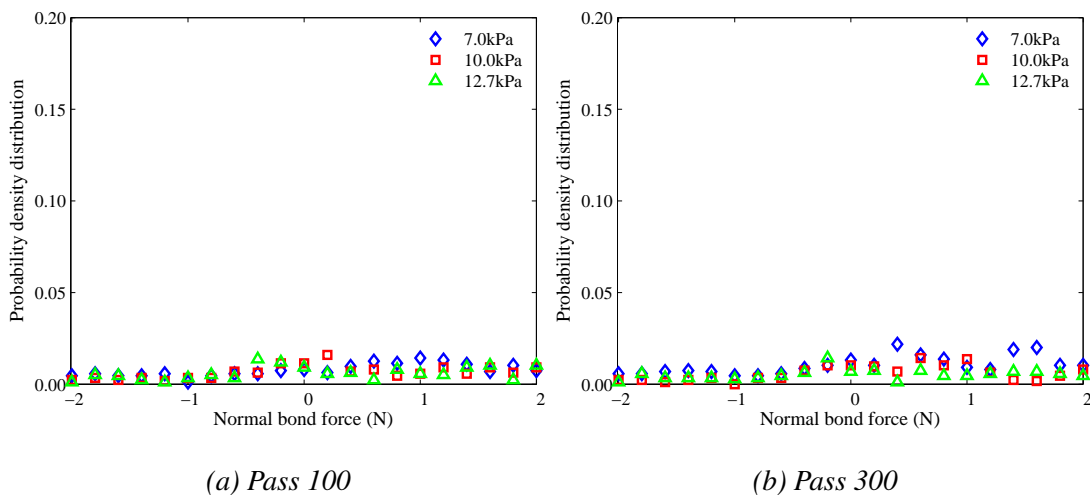 0.20
0.15
0.10
0.05
0.00
Probability density distribution
−2
−1
0
1
2
Normal bond force (N)
7.0kPa
10.0kPa
12.7kPa
(a) Pass 100
0.20
0.15
0.10
0.05
0.00
Probability density distribution
−2
−1
0
1
2
Normal bond force (N)
7.0kPa
10.0kPa
12.7kPa
(b) Pass 300